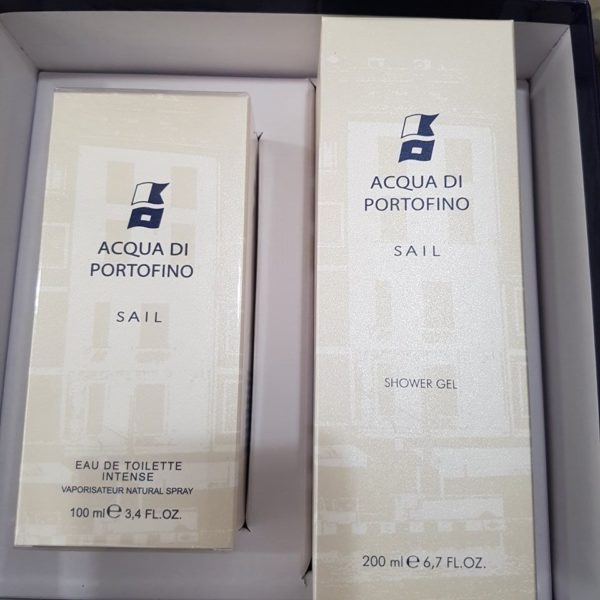 ACQUA DI
PORTOFINO
SAIL
EAU DE TOILETTE
INTENSE
VAPORISATEUR NATURAL SPRAY
100 ml ℮ 3,4 FL.OZ.
ACQUA DI
PORTOFINO
SAIL
SHOWER GEL
200 ml ℮ 6,7 FL.OZ.